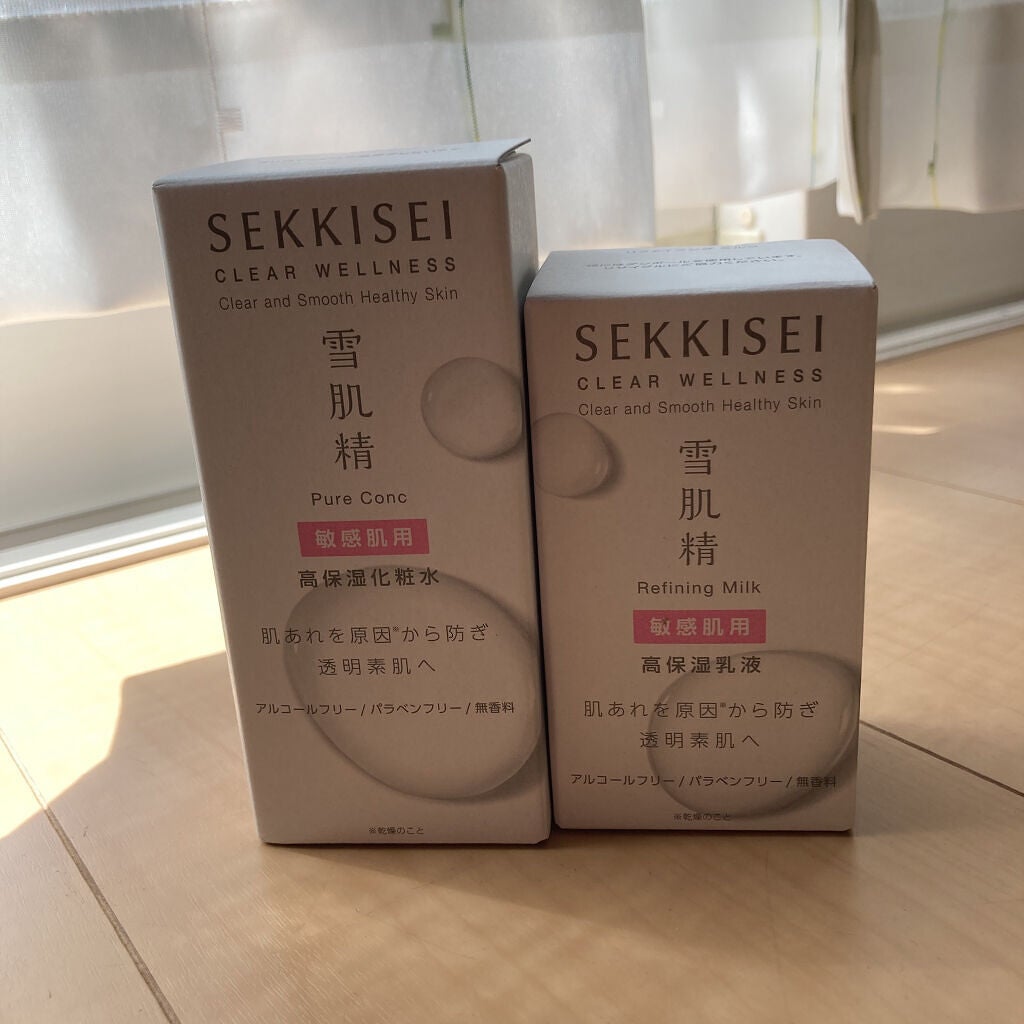 SEKKISEI
CLEAR WELLNESS
Clear and Smooth Healthy Skin
雪肌精
Pure Conc
敏感肌用
高保湿化粧水
肌あれを原因※から防ぎ
透明素肌へ
アルコールフリー/パラベンフリー/無香料
※乾燥のこと
SEKKISEI
CLEAR WELLNESS
Clear and Smooth Healthy Skin
雪肌精
Refining Milk
敏感肌用
高保湿乳液
肌あれを原因※から防ぎ
透明素肌へ
アルコールフリー/パラベンフリー/無香料
※乾燥のこと